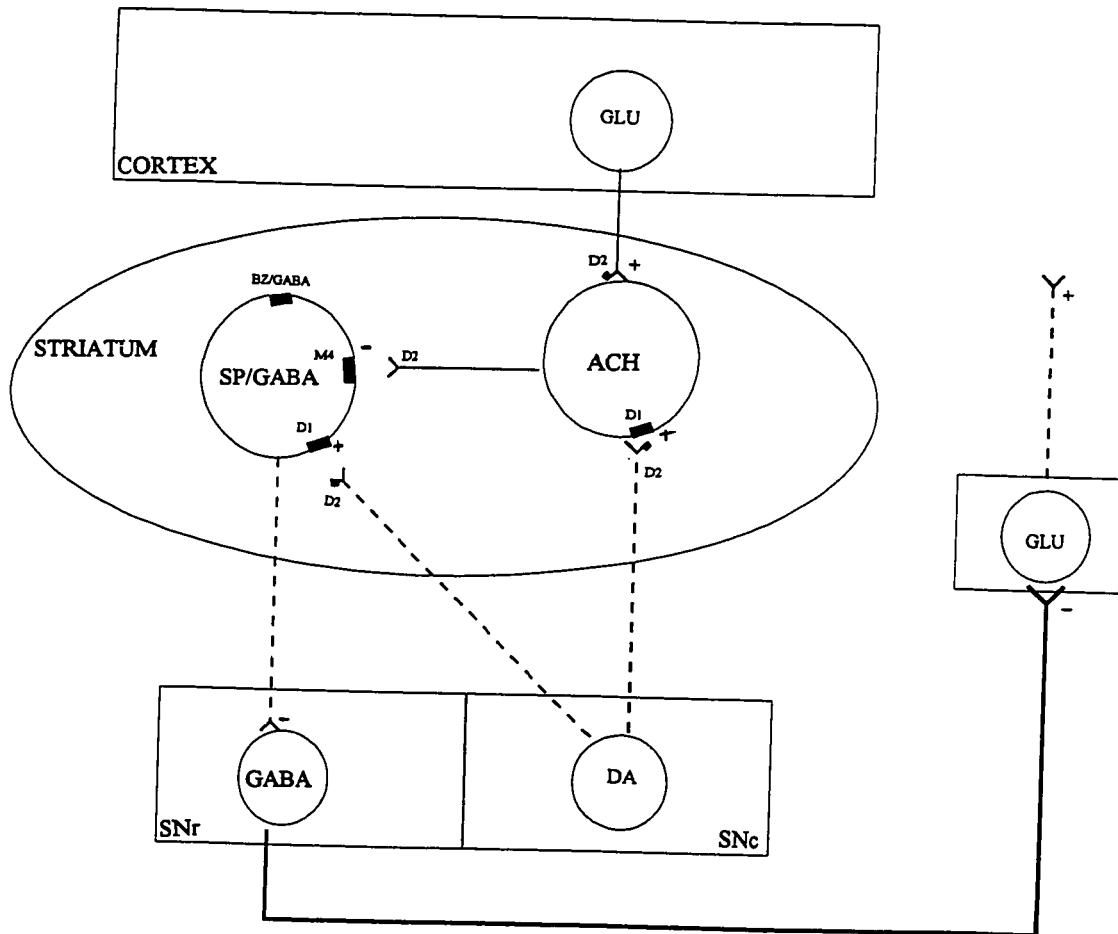 GLU
CORTEX
D2 +
BZ/GABA
STRIATUM
M4 -
D2
SP/GABA
ACH
D1 +
D1 +
D2
D2
+
GLU
-
-
GABA
DA
SNr
SNc